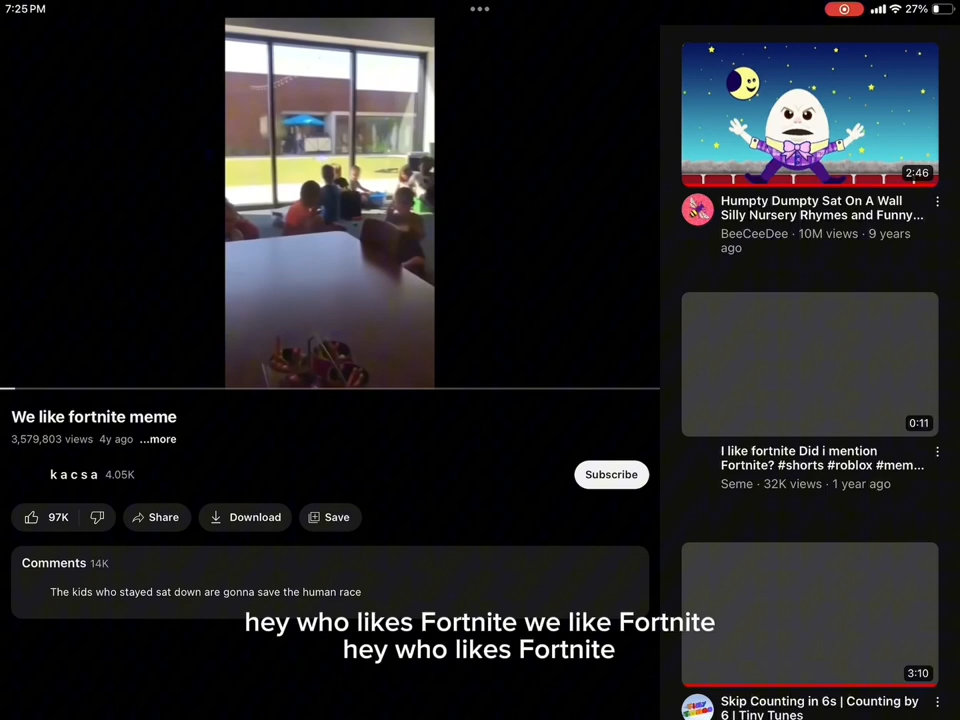 7:25 PM
27%
2:46
Humpty Dumpty Sat On A Wall
Silly Nursery Rhymes and Funny...
BeeCeeDee · 10M views · 9 years
ago
0:11
We like fortnite meme
3,579,803 views 4y ago ...more
I like fortnite Did i mention
Fortnite? #shorts #roblox #mem...
Seme · 32K views · 1 year ago
k a c s a 4.05K
Subscribe
97K
Share
Download
Save
Comments 14K
The kids who stayed sat down are gonna save the human race
hey who likes Fortnite we like Fortnite
hey who likes Fortnite
3:10
Skip Counting in 6s | Counting by
6 | Tiny Tunes